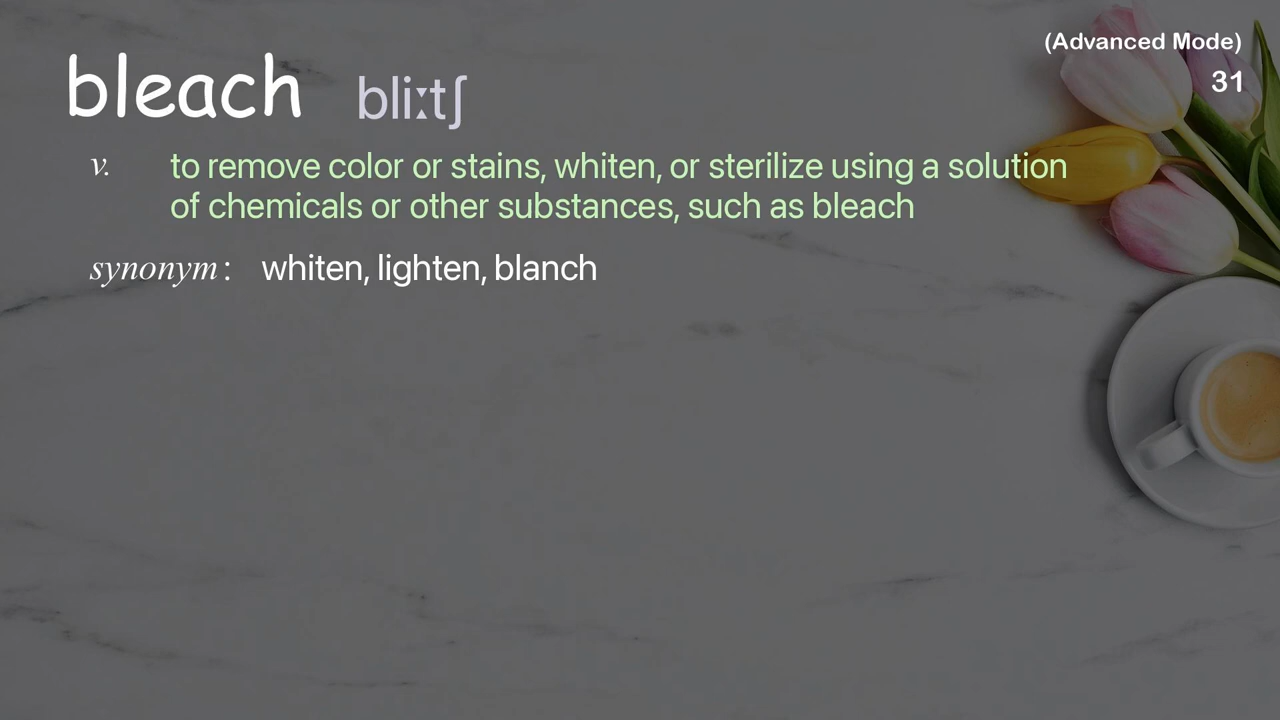 (Advanced Mode)
bleach bliːtʃ
31
v. to remove color or stains, whiten, or sterilize using a solution
of chemicals or other substances, such as bleach
synonym: whiten, lighten, blanch